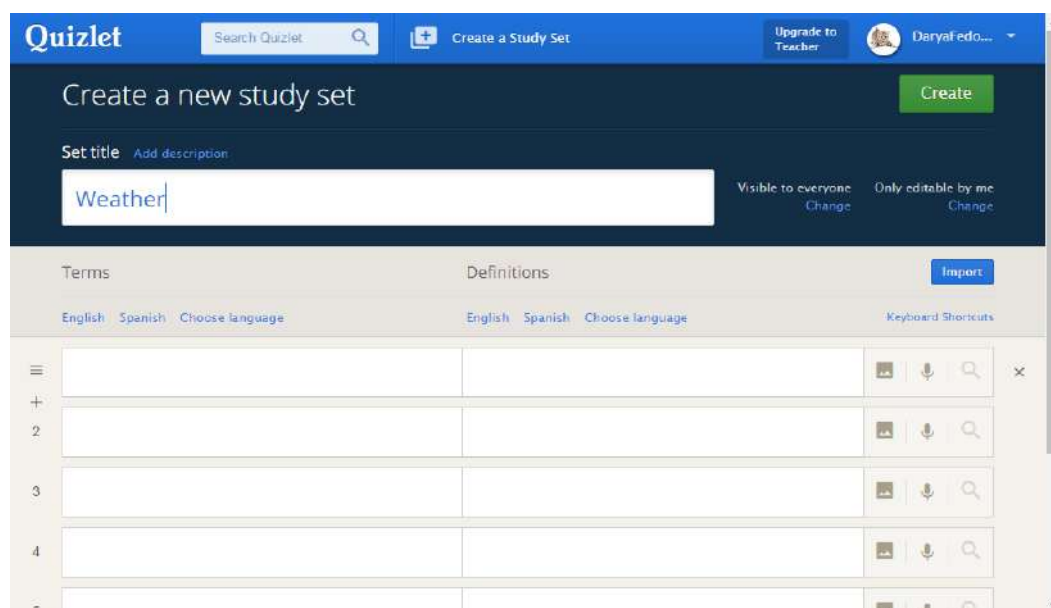 Quizlet
Search Quizlet
Create a Study Set
Upgrade to
Teacher
DaryaFedo...
Create a new study set
Create
Set title Add description
Weather
Visible to everyone
Change
Only editable by me
Change
Terms
Definitions
Import
English Spanish Choose language
English Spanish Choose language
Keyboard Shortcuts
2
3
4